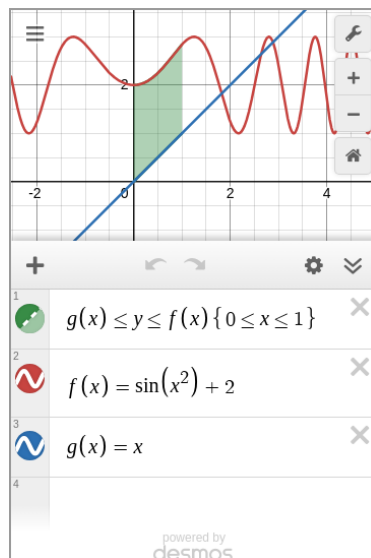 2
-2 0 2 4
1
g(x) ≤ y ≤ f(x) {0 ≤ x ≤ 1}
2
f(x) = sin(x²) + 2
3
g(x) = x
4
powered by
desmos